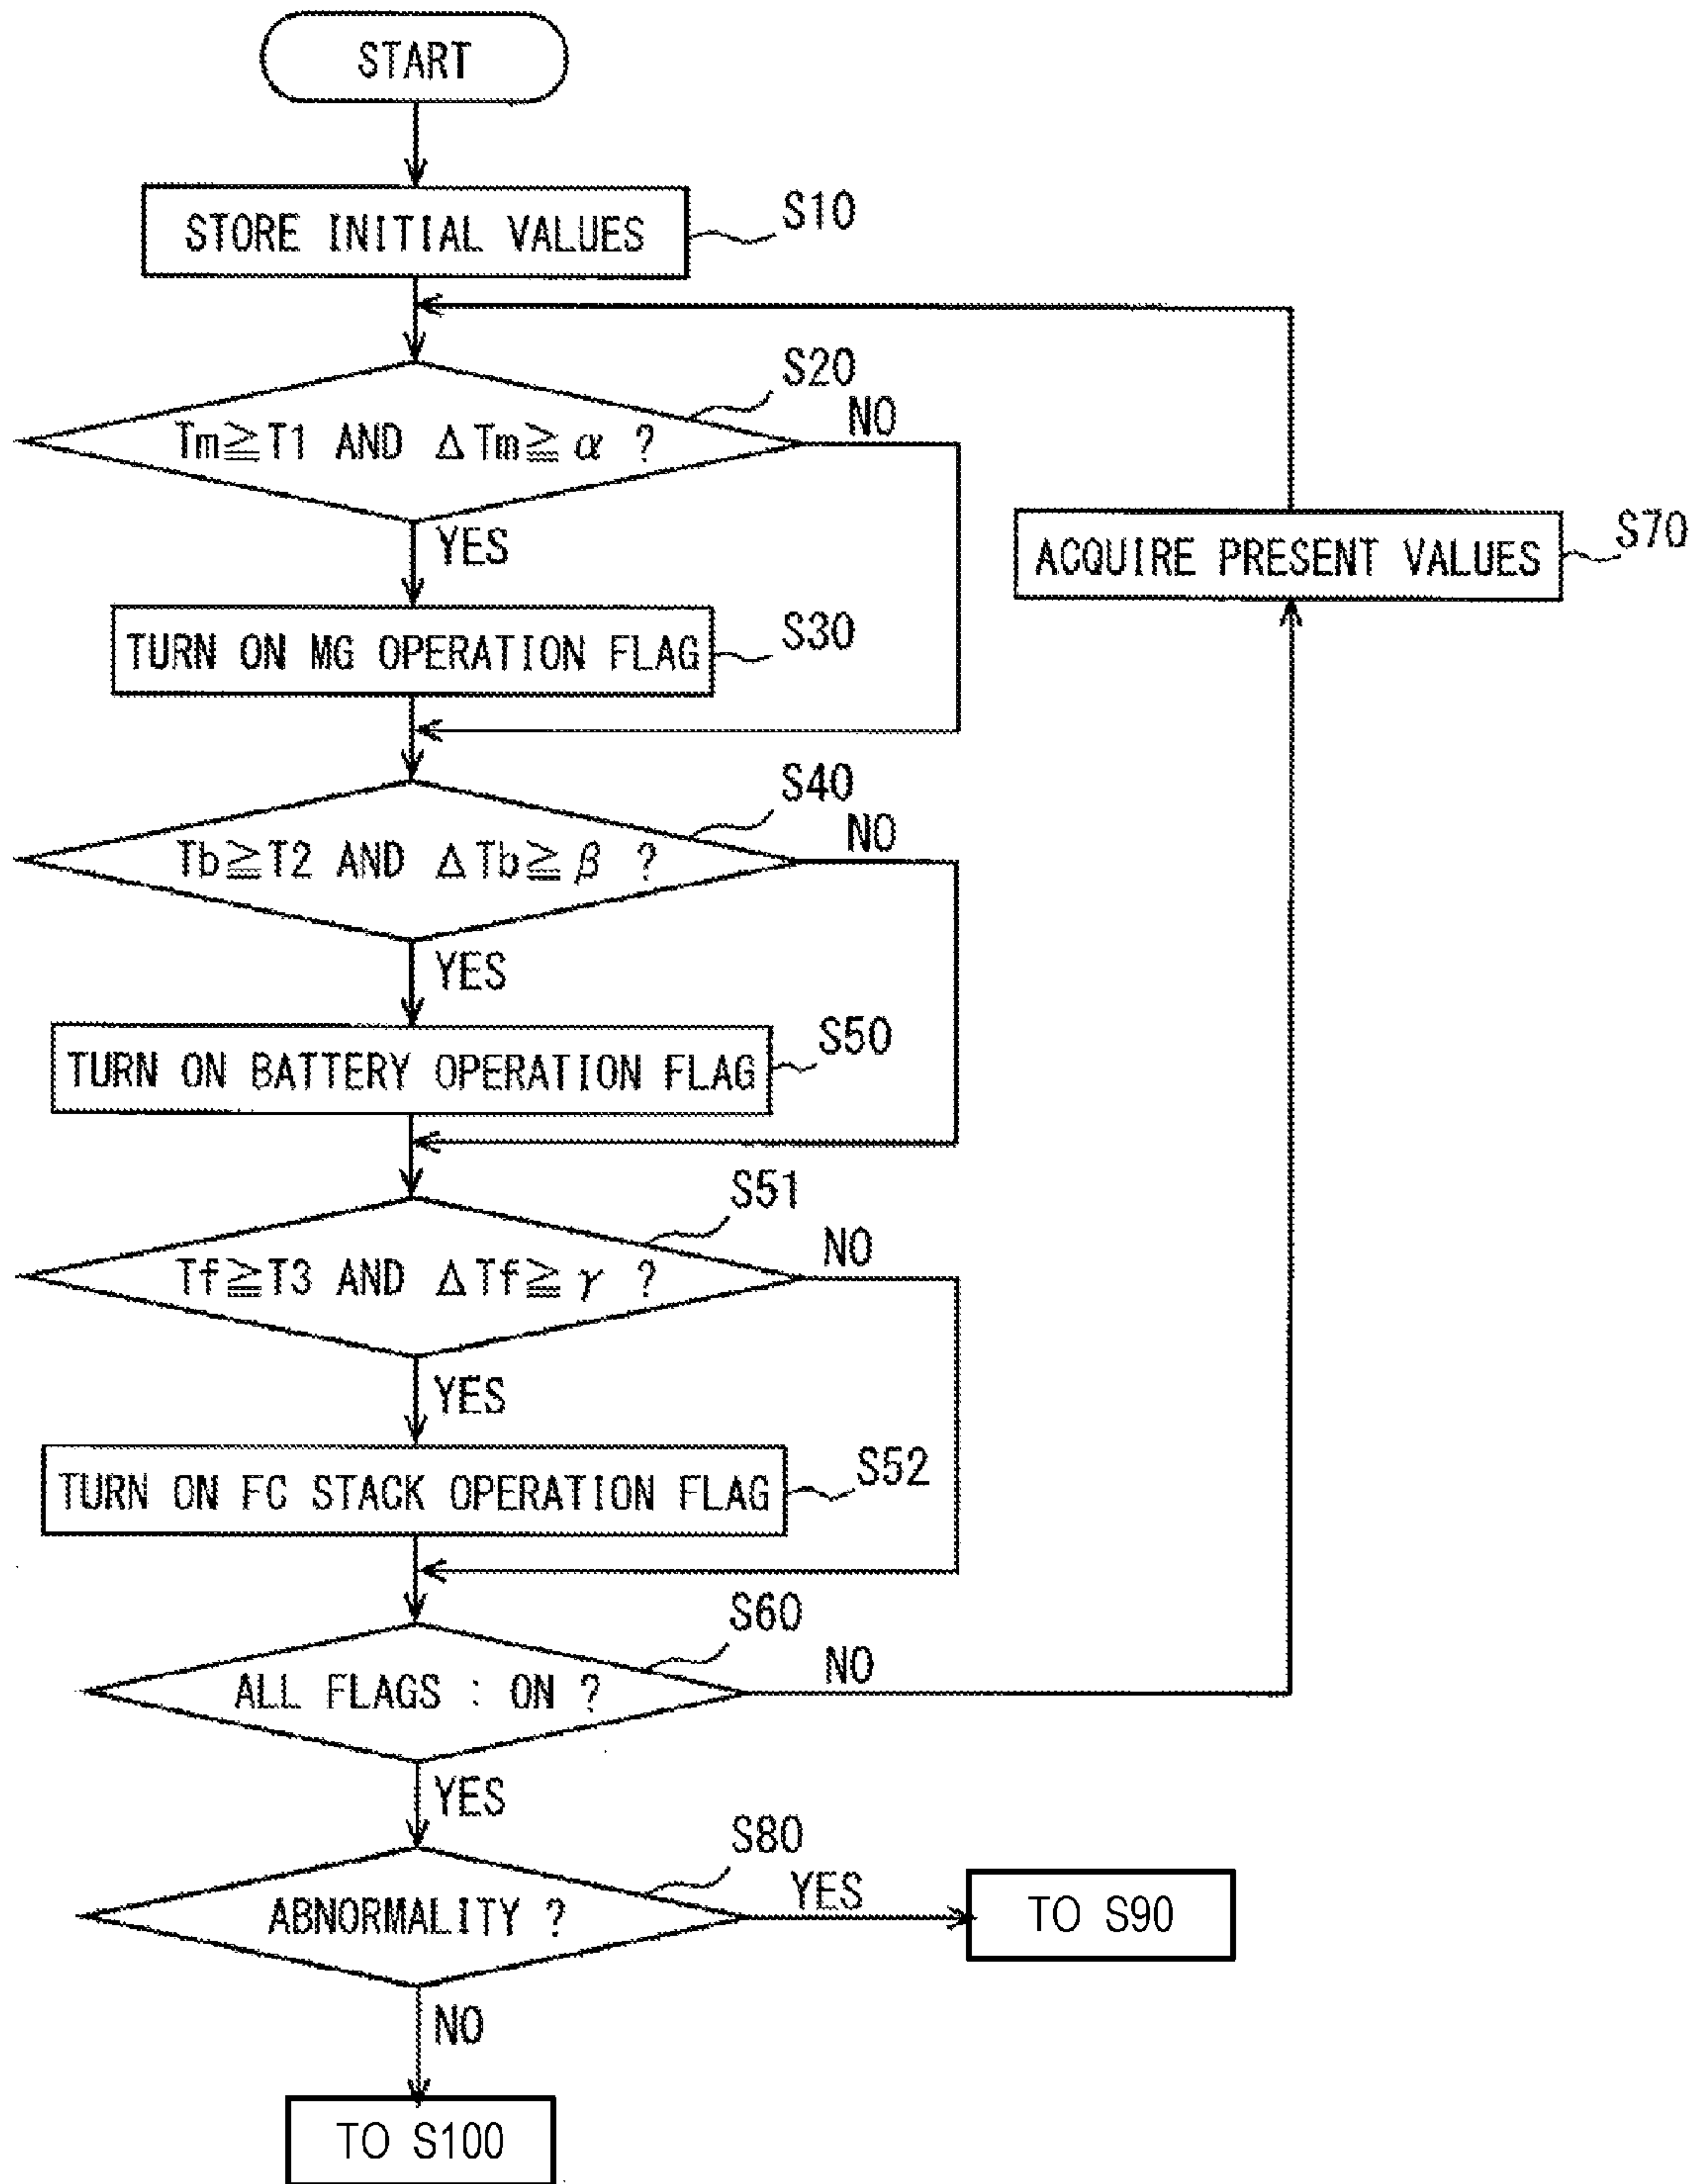 START
STORE INITIAL VALUES
S10
Tm≧T1 AND ΔTm≧α ?
S20
NO
YES
TURN ON MG OPERATION FLAG
S30
ACQUIRE PRESENT VALUES
S70
Tb≧T2 AND ΔTb≧β ?
S40
NO
YES
TURN ON BATTERY OPERATION FLAG
S50
Tf≧T3 AND ΔTf≧γ ?
S51
NO
YES
TURN ON FC STACK OPERATION FLAG
S52
ALL FLAGS : ON ?
S60
NO
YES
ABNORMALITY ?
S80
YES
TO S90
NO
TO S100